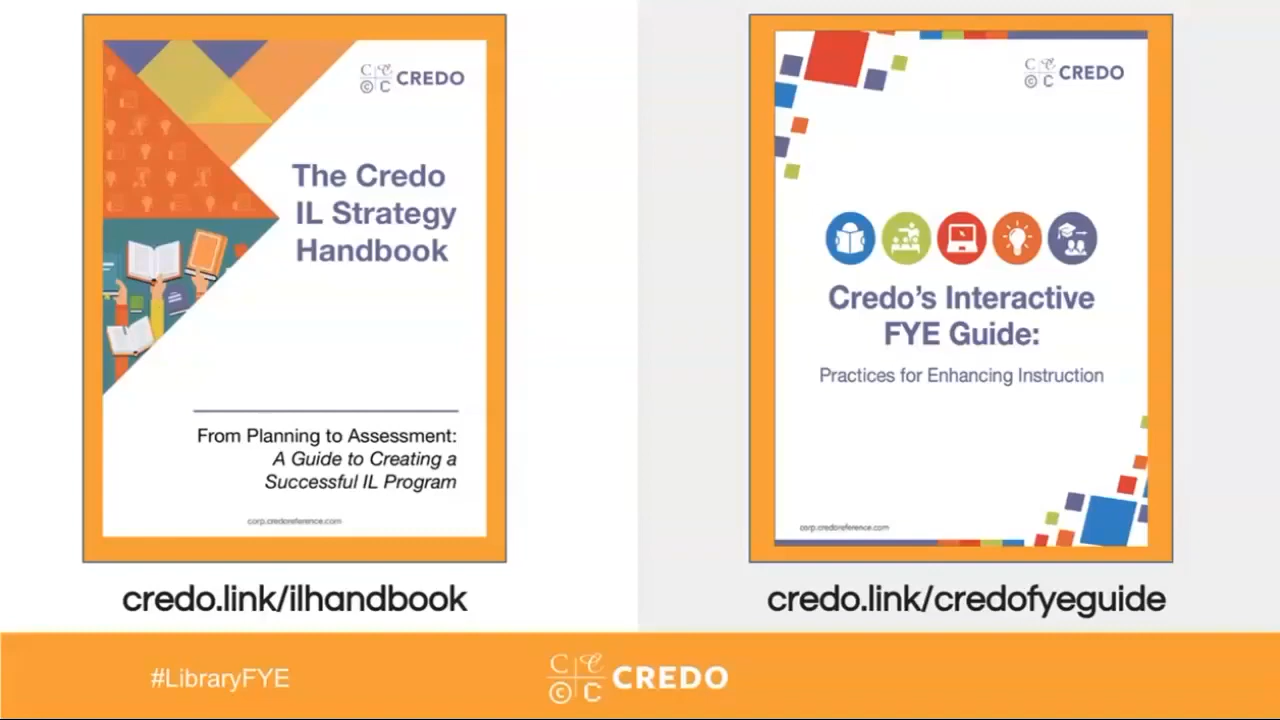 CREDO
The Credo
IL Strategy
Handbook
From Planning to Assessment:
A Guide to Creating a
Successful IL Program
corp.credoreference.com
credo.link/ilhandbook
CREDO
Credo’s Interactive
FYE Guide:
Practices for Enhancing Instruction
corp.credoreference.com
credo.link/credofyeguide
#LibraryFYE
CREDO